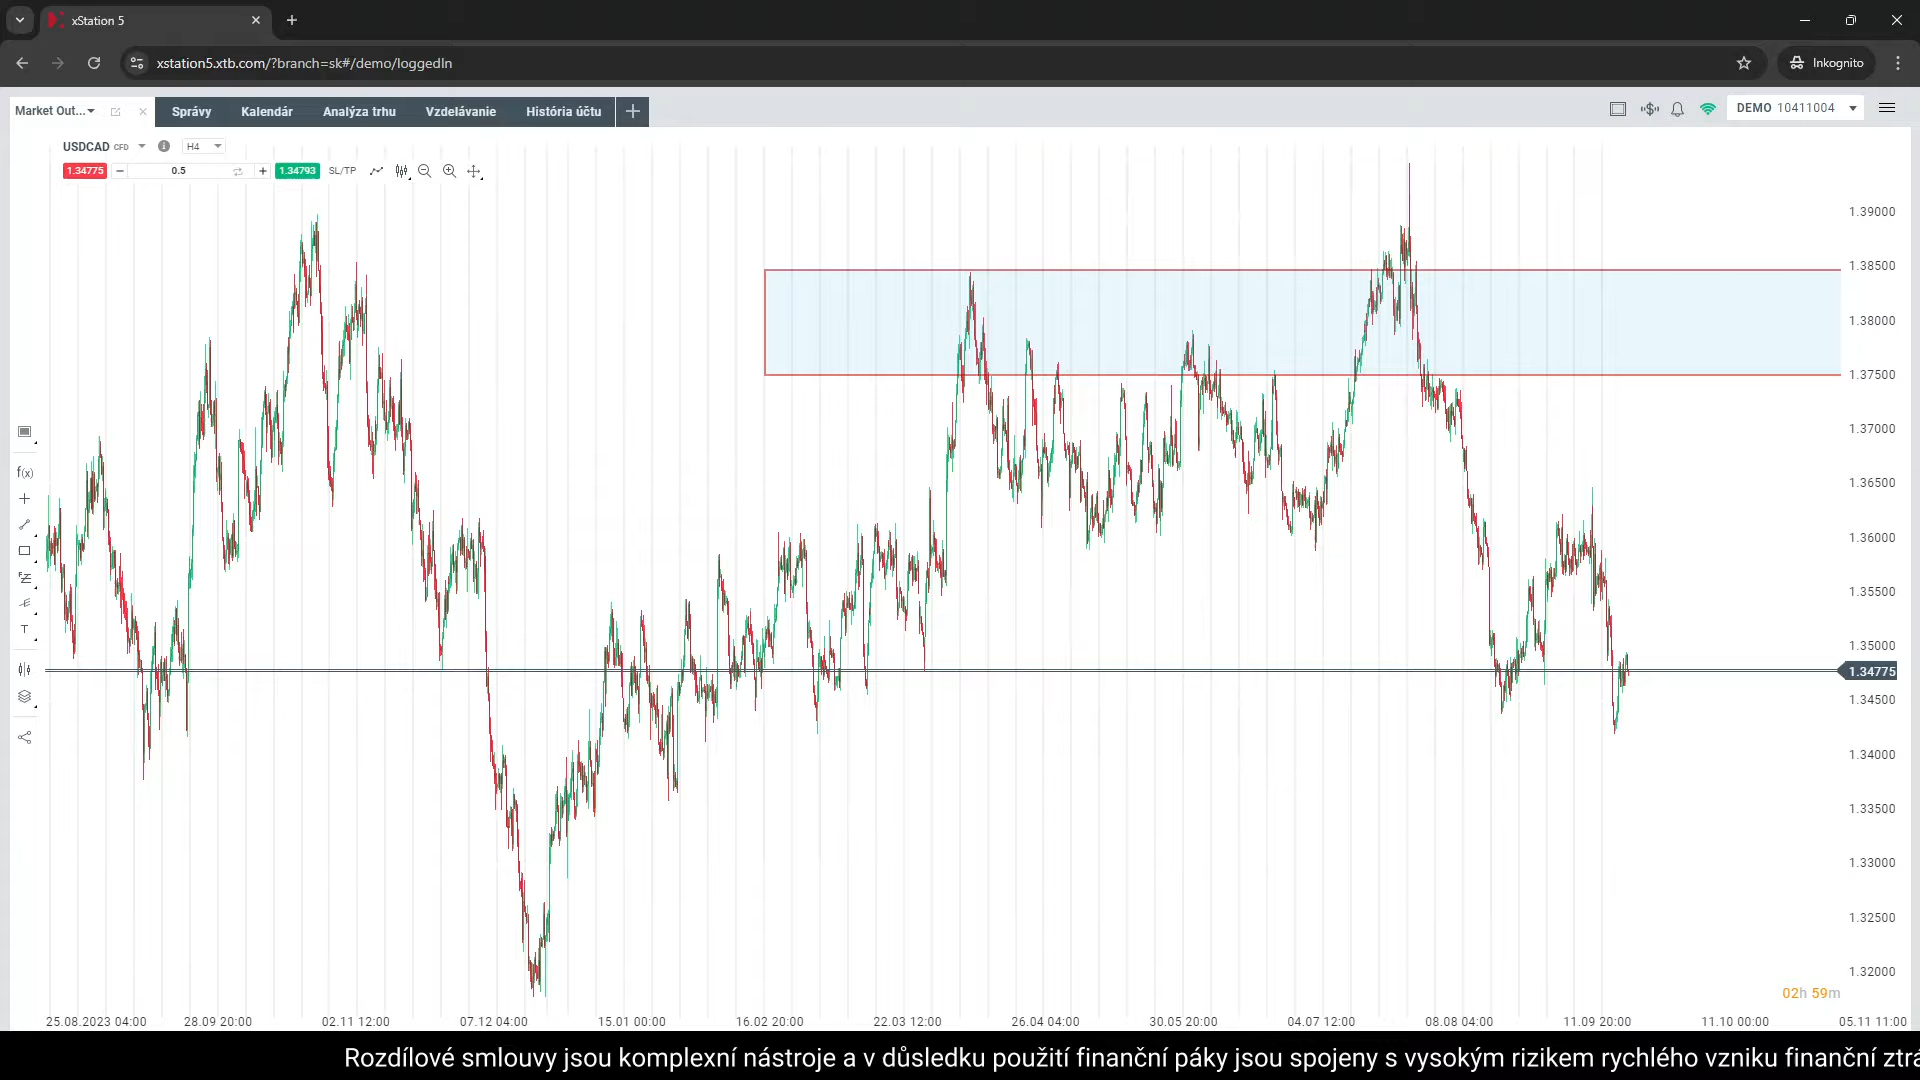 xStation 5
xstation5.xtb.com/?branch=sk#/demo/loggedIn
Inkognito
Market Out...
Správy
Kalendár
Analýza trhu
Vzdelávanie
História účtu
DEMO 10411004
USDCAD CFD
H4
1.34775
0.5
1.34793
SL/TP
1.39000
1.38500
1.38000
1.37500
1.37000
1.36500
1.36000
1.35500
1.35000
1.34775
1.34500
1.34000
1.33500
1.33000
1.32500
1.32000
f(x)
T
02h 59m
25.08.2023 04:00
28.09 20:00
02.11 12:00
07.12 04:00
15.01 00:00
16.02 20:00
22.03 12:00
26.04 04:00
30.05 20:00
04.07 12:00
08.08 04:00
11.09 20:00
11.10 00:00
05.11 11:00
Rozdílové smlouvy jsou komplexní nástroje a v důsledku použití finanční páky jsou spojeny s vysokým rizikem rychlého vzniku finanční ztrá